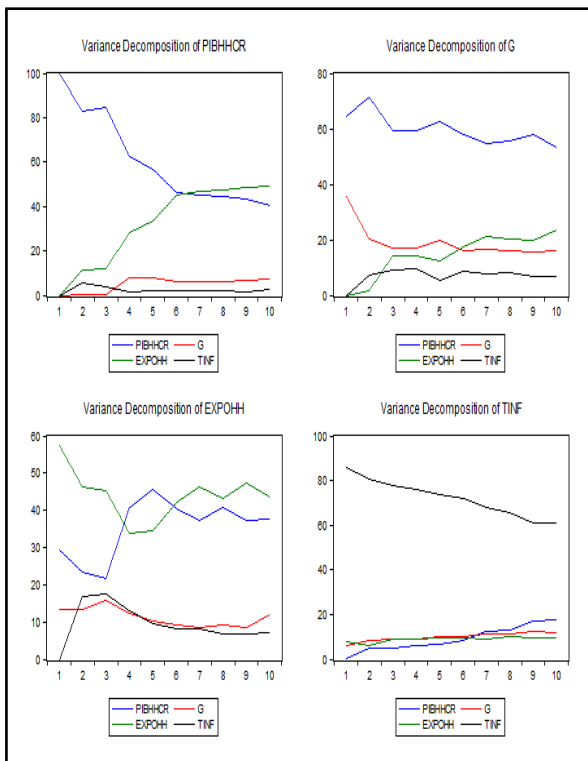 Variance Decomposition of PIBHHCR
100
80
60
40
20
0
1 2 3 4 5 6 7 8 9 10
PIBHHCR G
EXPOHH TINF
Variance Decomposition of G
80
60
40
20
0
1 2 3 4 5 6 7 8 9 10
PIBHHCR G
EXPOHH TINF
Variance Decomposition of EXPOHH
60
50
40
30
20
10
0
1 2 3 4 5 6 7 8 9 10
PIBHHCR G
EXPOHH TINF
Variance Decomposition of TINF
100
80
60
40
20
0
1 2 3 4 5 6 7 8 9 10
PIBHHCR G
EXPOHH TINF